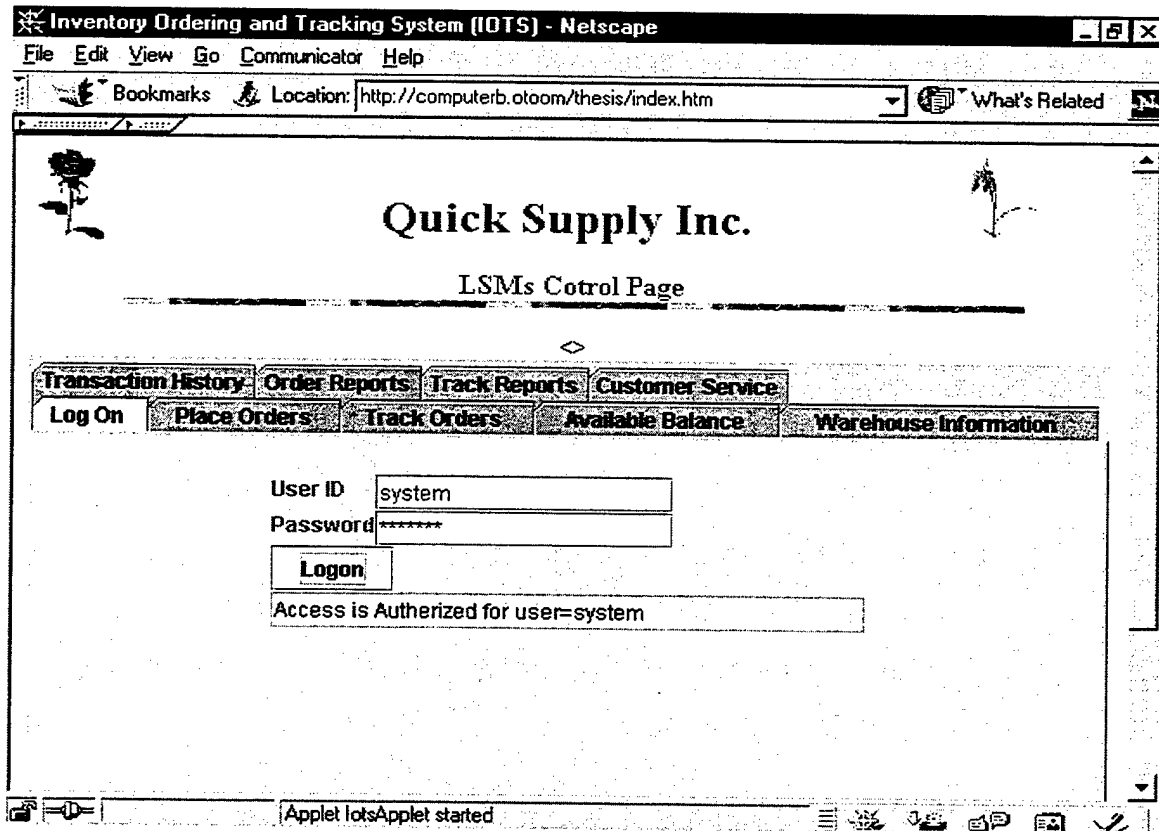 Inventory Ordering and Tracking System (IOTS) - Netscape
File Edit View Go Communicator Help
Bookmarks Location: http://computerb.otoom/thesis/index.htm What's Related N
Quick Supply Inc.
LSMs Cotrol Page
<>
Transaction History Order Reports Track Reports Customer Service
Log On Place Orders Track Orders Available Balance Warehouse Information
User ID system
Password *******
Logon
Access is Autherized for user=system
Applet IotsApplet started